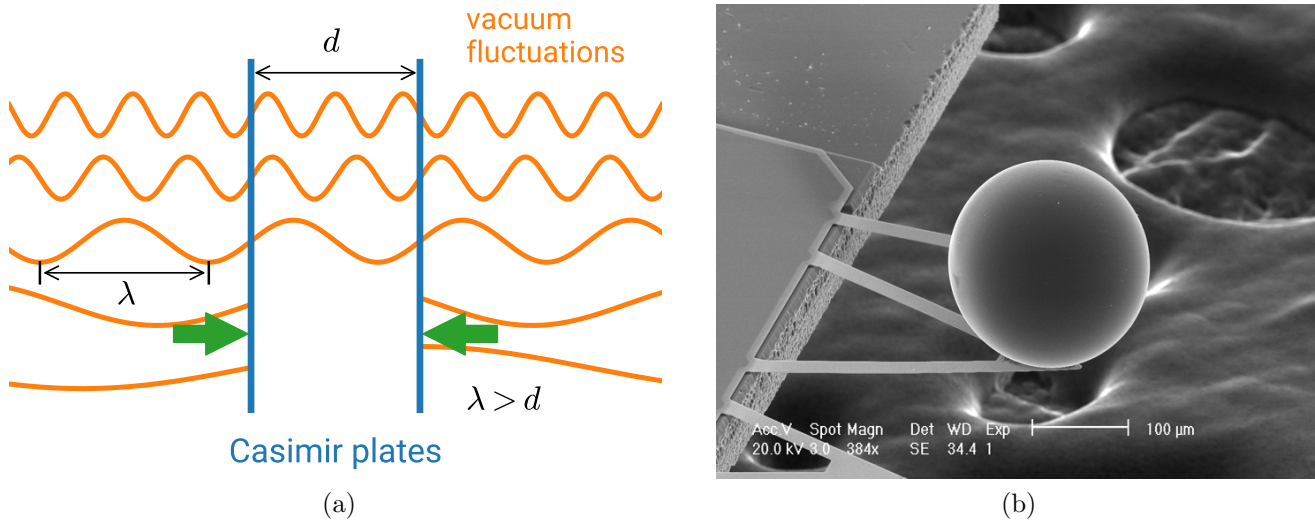 vacuum
fluctuations
d
λ
λ > d
Casimir plates
(a)
Acc.V Spot Magn Det WD Exp
20.0 kV 3.0 384x SE 34.4 1
100 µm
(b)